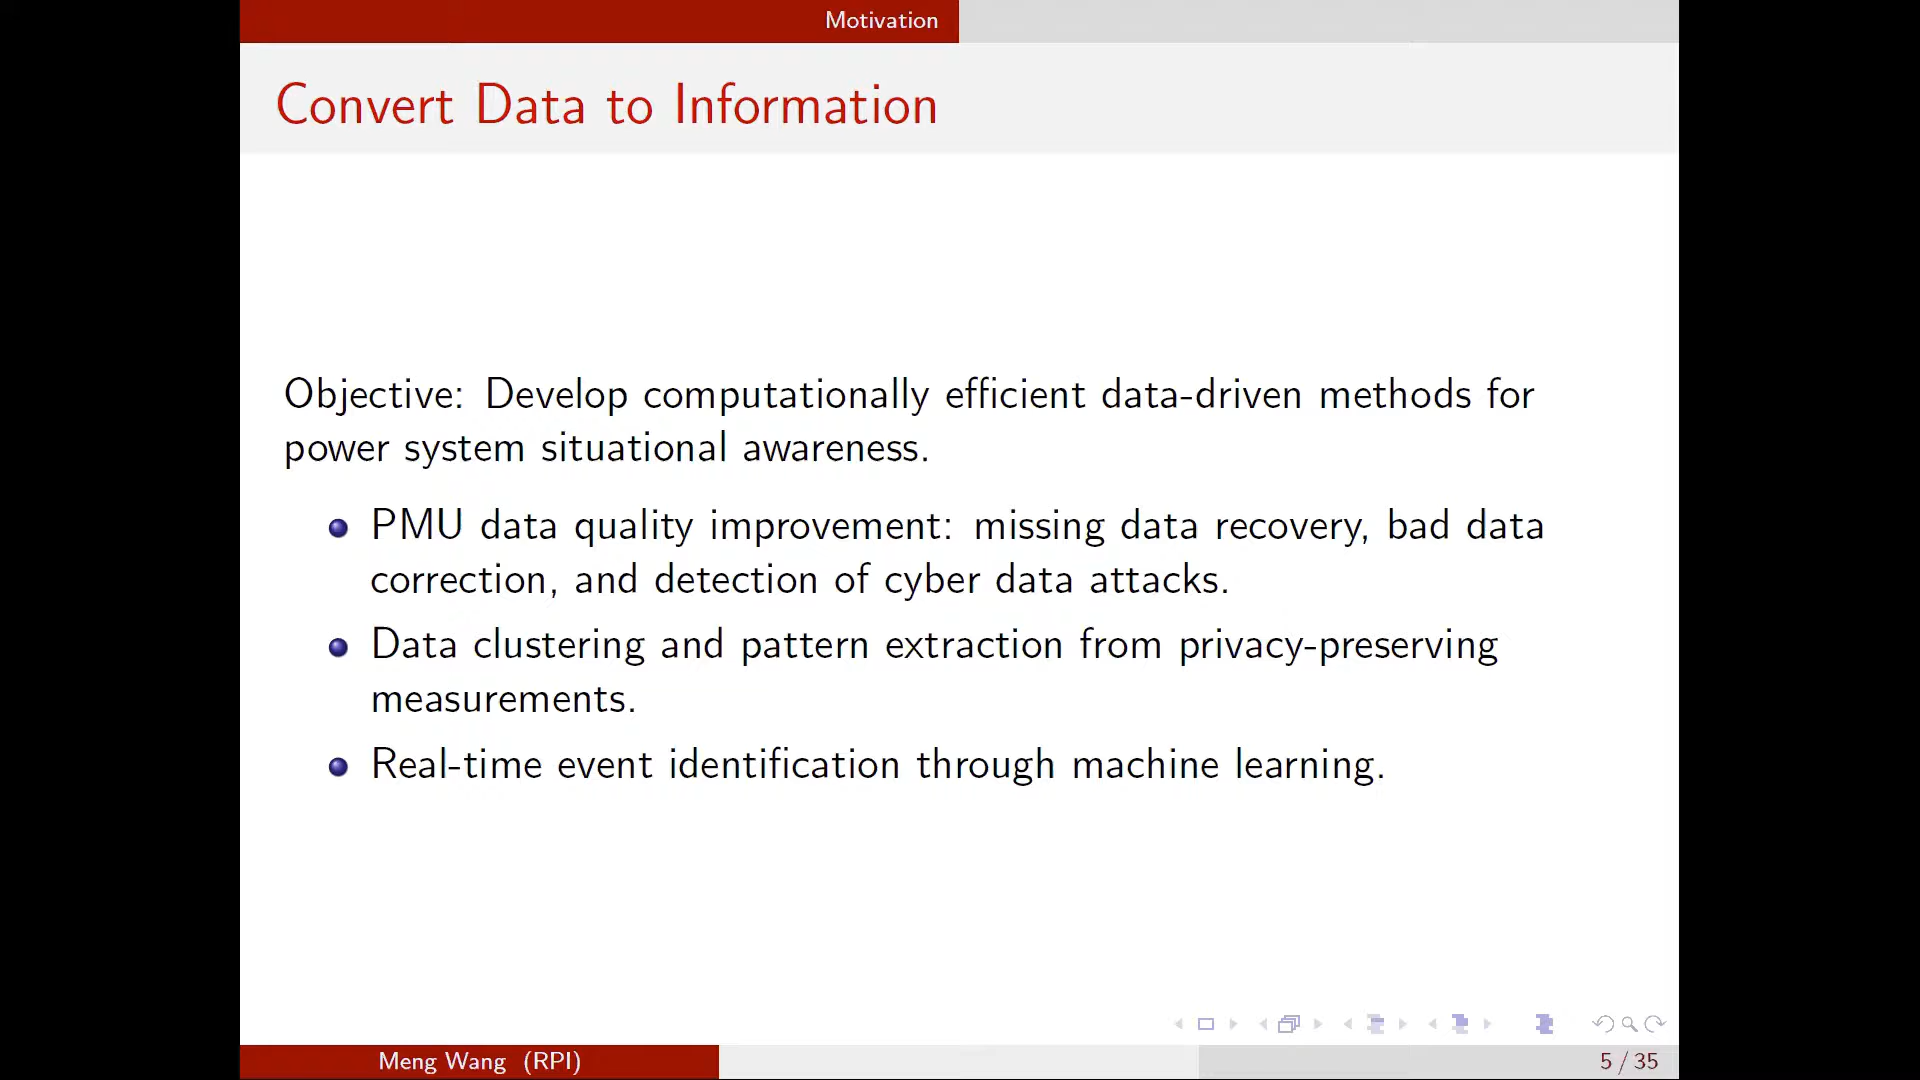 Motivation
Convert Data to Information
Objective: Develop computationally efficient data-driven methods for
power system situational awareness.
PMU data quality improvement: missing data recovery, bad data
correction, and detection of cyber data attacks.
Data clustering and pattern extraction from privacy-preserving
measurements.
Real-time event identification through machine learning.
Meng Wang (RPI)
5 / 35